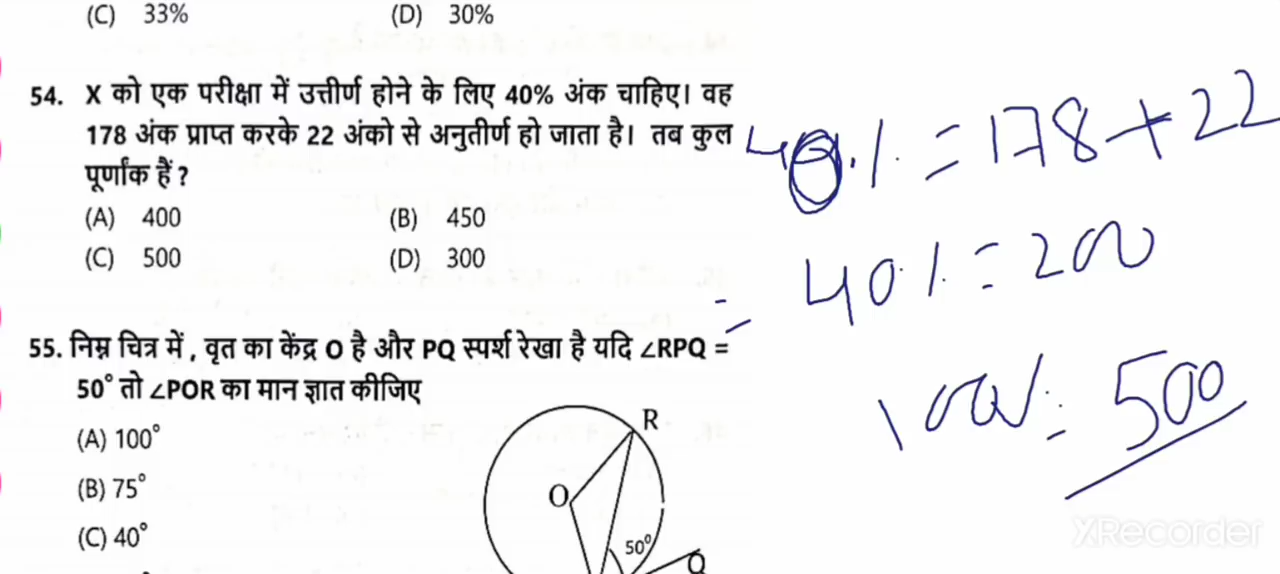 (C) 33% (D) 30%
54. X को एक परीक्षा में उत्तीर्ण होने के लिए 40% अंक चाहिए। वह
178 अंक प्राप्त करके 22 अंको से अनुतीर्ण हो जाता है। तब कुल
पूर्णांक हैं ?
(A) 400 (B) 450
(C) 500 (D) 300
40% = 178 + 22
= 40% = 200
100% = 500
55. निम्न चित्र में , वृत का केंद्र O है और PQ स्पर्श रेखा है यदि ∠RPQ =
50° तो ∠POR का मान ज्ञात कीजिए
(A) 100°
(B) 75°
(C) 40°
R
O
50°
Q
XRecorder